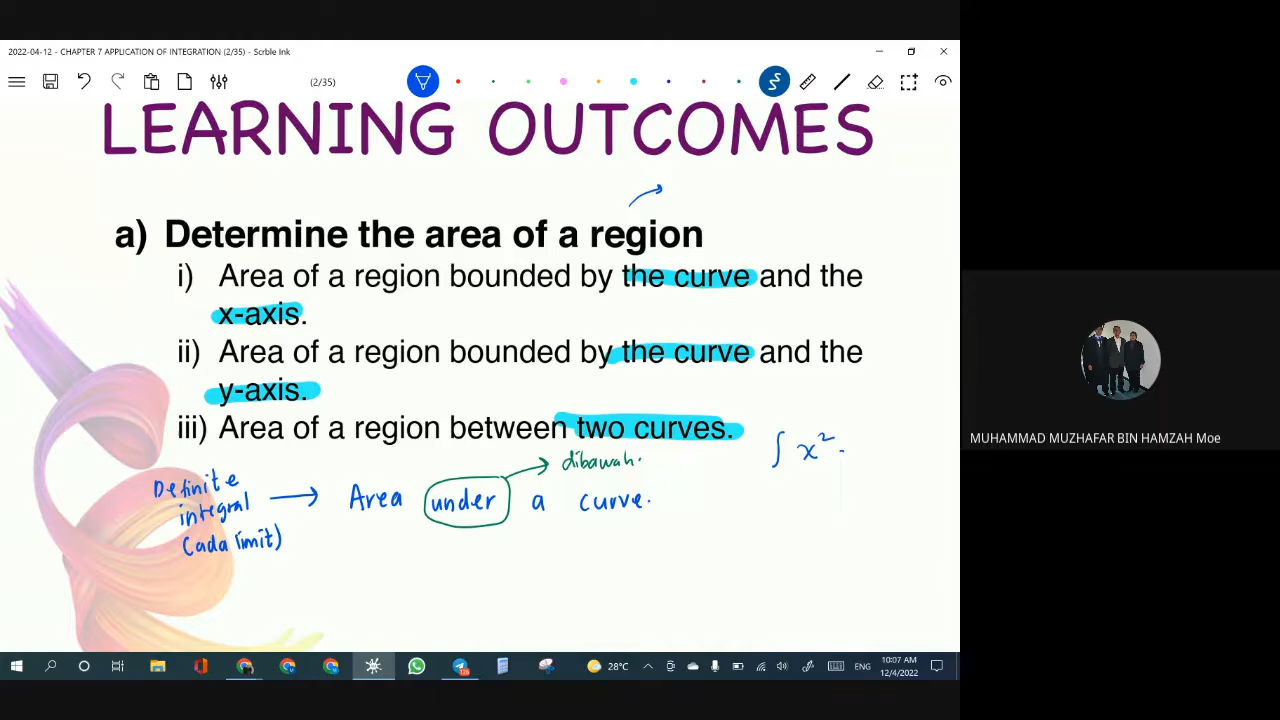 2022-04-12 - CHAPTER 7 APPLICATION OF INTEGRATION (2/35) - Scrble Ink
(2/35)
LEARNING OUTCOMES
a) Determine the area of a region
i) Area of a region bounded by the curve and the
x-axis.
ii) Area of a region bounded by the curve and the
y-axis.
iii) Area of a region between two curves.
∫ x²
dibawah.
Definite
integral
(ada limit)
→ Area under a curve.
MUHAMMAD MUZHAFAR BIN HAMZAH Moe
28°C
ENG
10:07 AM
12/4/2022